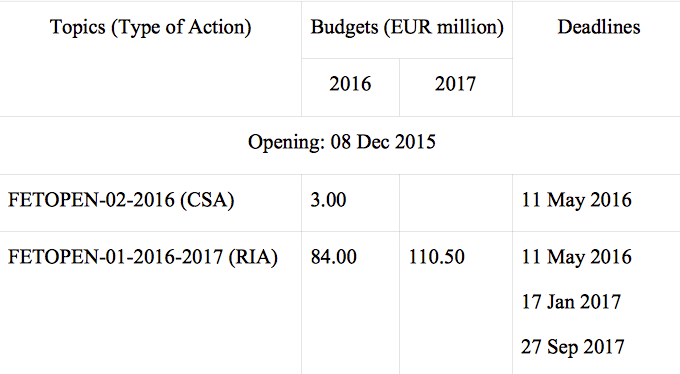 Topics (Type of Action) Budgets (EUR million) Deadlines
2016 2017
Opening: 08 Dec 2015
FETOPEN-02-2016 (CSA) 3.00 11 May 2016
FETOPEN-01-2016-2017 (RIA) 84.00 110.50 11 May 2016
17 Jan 2017
27 Sep 2017